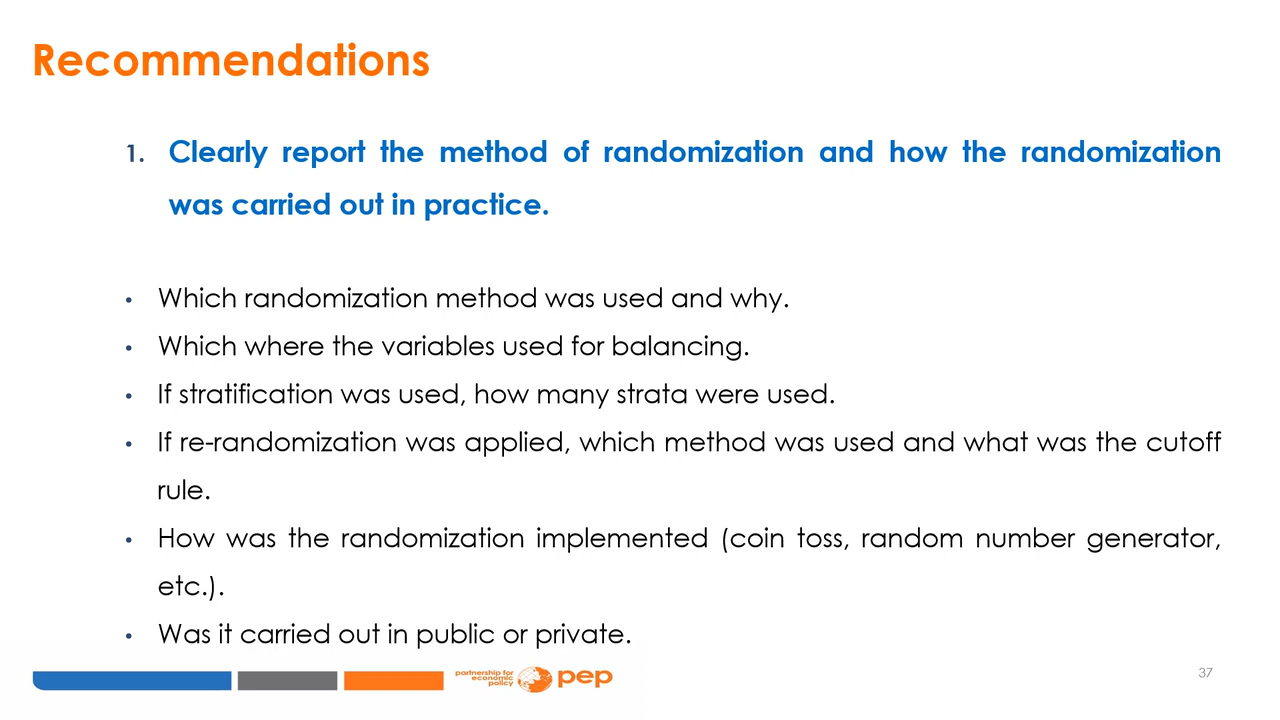 Recommendations
1. Clearly report the method of randomization and how the randomization
was carried out in practice.
• Which randomization method was used and why.
• Which where the variables used for balancing.
• If stratification was used, how many strata were used.
• If re-randomization was applied, which method was used and what was the cutoff
rule.
• How was the randomization implemented (coin toss, random number generator,
etc.).
• Was it carried out in public or private.
partnership for
economic
policy
pep
37